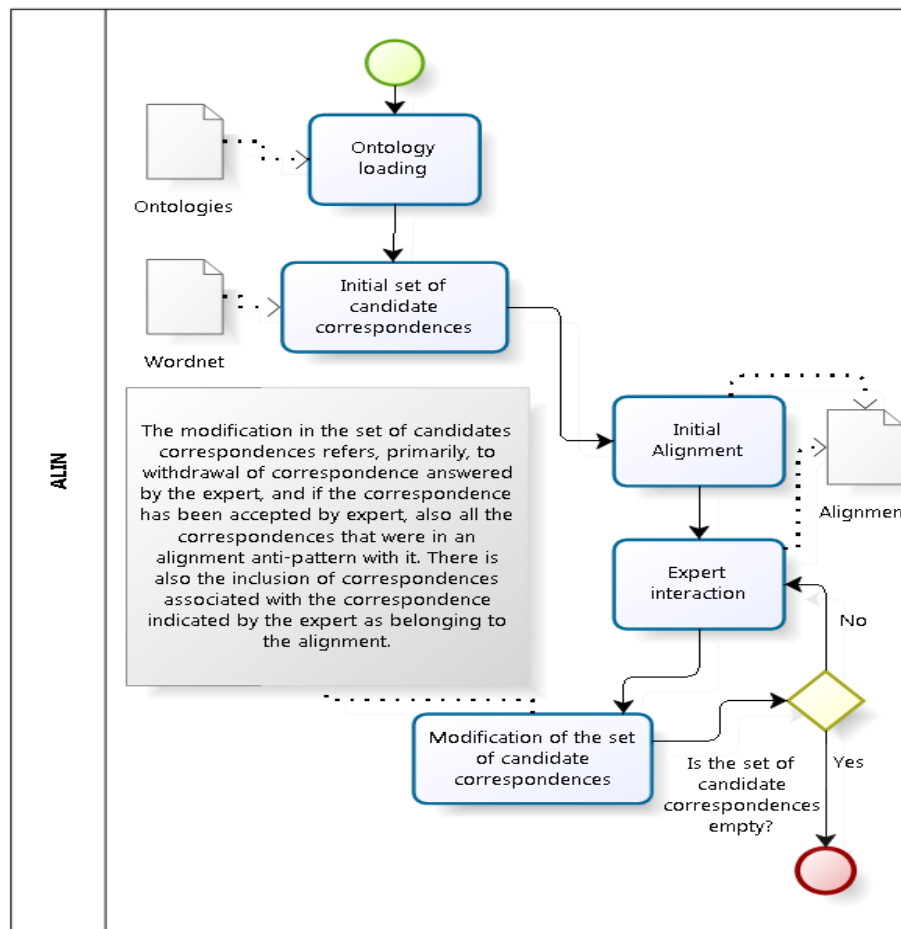 ALIN
Ontologies
Ontology
loading
Wordnet
Initial set of
candidate
correspondences
The modification in the set of candidates
correspondences refers, primarily, to
withdrawal of correspondence answered
by the expert, and if the correspondence
has been accepted by expert, also all the
correspondences that were in an
alignment anti-pattern with it. There is
also the inclusion of correspondences
associated with the correspondence
indicated by the expert as belonging to
the alignment.
Initial
Alignment
Alignmen
Expert
interaction
No
Modification of the set
of candidate
correspondences
Is the set of
candidate
correspondences
empty?
Yes